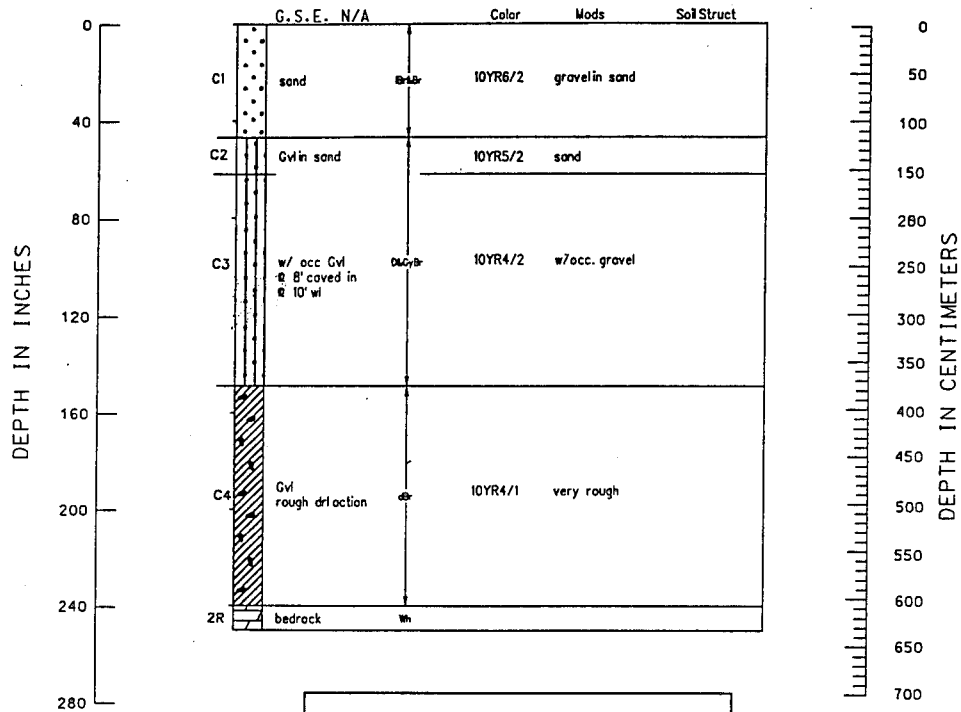 G.S.E. N/A Color Mods Soil Struct
0 0
C1 sand 10YR6/2 gravel in sand 50
40 100
C2 Gvl in sand 10YR5/2 sand
150
80 200
C3 w/ occ Gvl 10YR4/2 w/occ. gravel 250
@ 8' caved in
@ 10' wl
120 300
350
160 400
450
C4 Gvl 10YR4/1 very rough
rough drl action
500
200
550
240 600
2R bedrock Wh
650
280 700
DEPTH IN INCHES
DEPTH IN CENTIMETERS